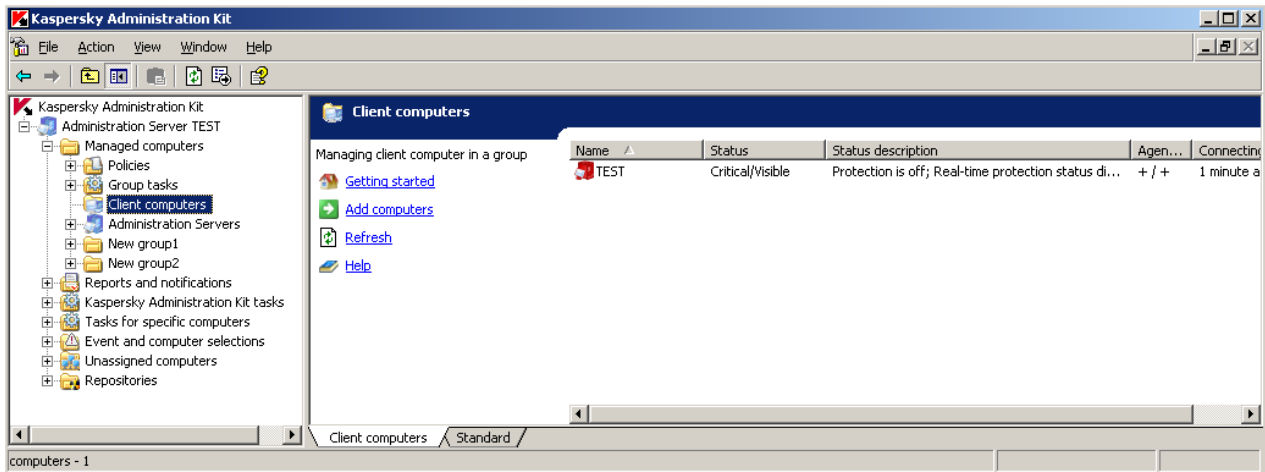 Kaspersky Administration Kit
File Action View Window Help
Kaspersky Administration Kit
Administration Server TEST
Managed computers
Policies
Group tasks
Client computers
Administration Servers
New group1
New group2
Reports and notifications
Kaspersky Administration Kit tasks
Tasks for specific computers
Event and computer selections
Unassigned computers
Repositories
Client computers
Managing client computer in a group
Getting started
Add computers
Refresh
Help
Name Status Status description Agen... Connecting
TEST Critical/Visible Protection is off; Real-time protection status di... + / + 1 minute a
Client computers Standard
computers - 1